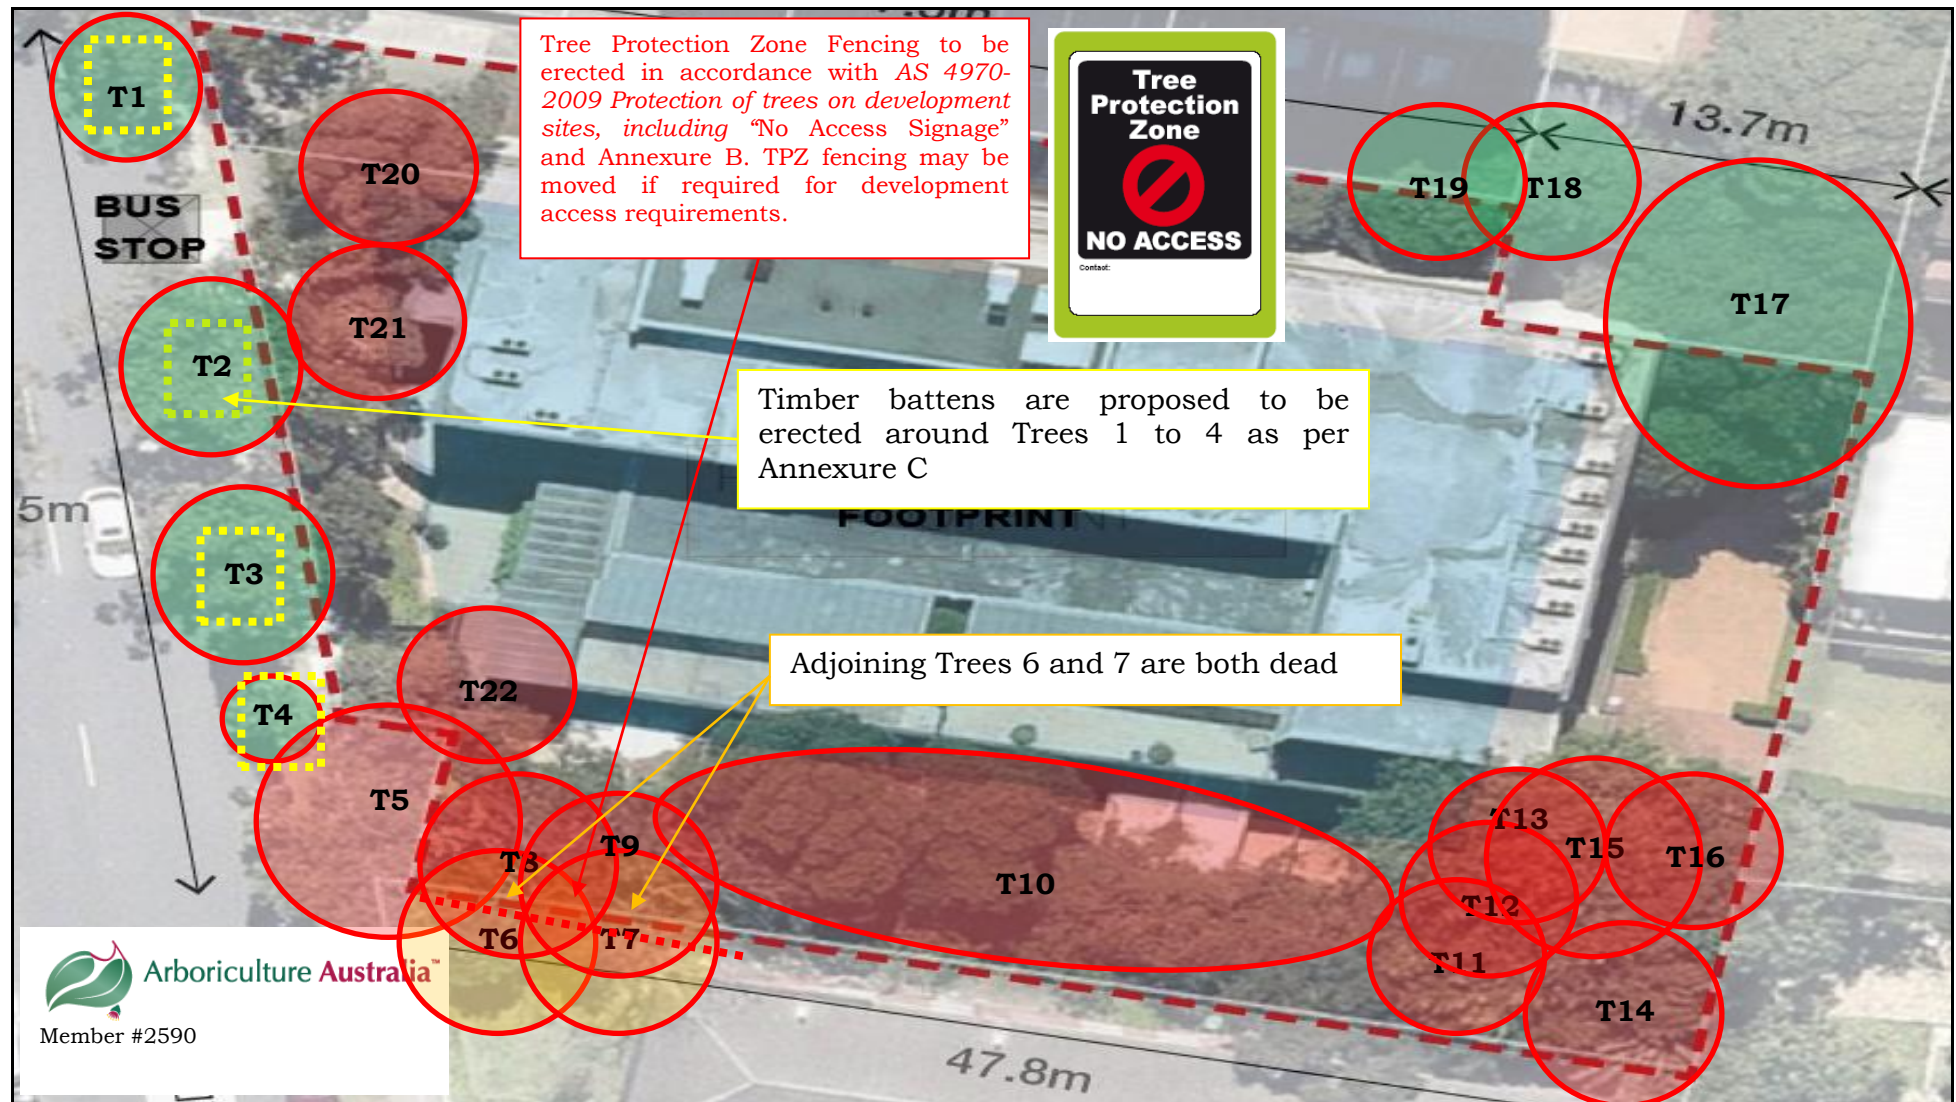 T1
BUS
STOP
T20
T21
T2
T3
T4
T5
T22
Tree Protection Zone Fencing to be
erected in accordance with AS 4970-
2009 Protection of trees on development
sites, including “No Access Signage”
and Annexure B. TPZ fencing may be
moved if required for development
access requirements.
Tree
Protection
Zone
NO ACCESS
Contact:
T19
T18
13.7m
T17
Timber battens are proposed to be
erected around Trees 1 to 4 as per
Annexure C
FOOTPRINT
5m
Adjoining Trees 6 and 7 are both dead
T8
T9
T6
T7
T10
T13
T15
T16
T12
T11
T14
47.8m
Arboriculture Australia™
Member #2590